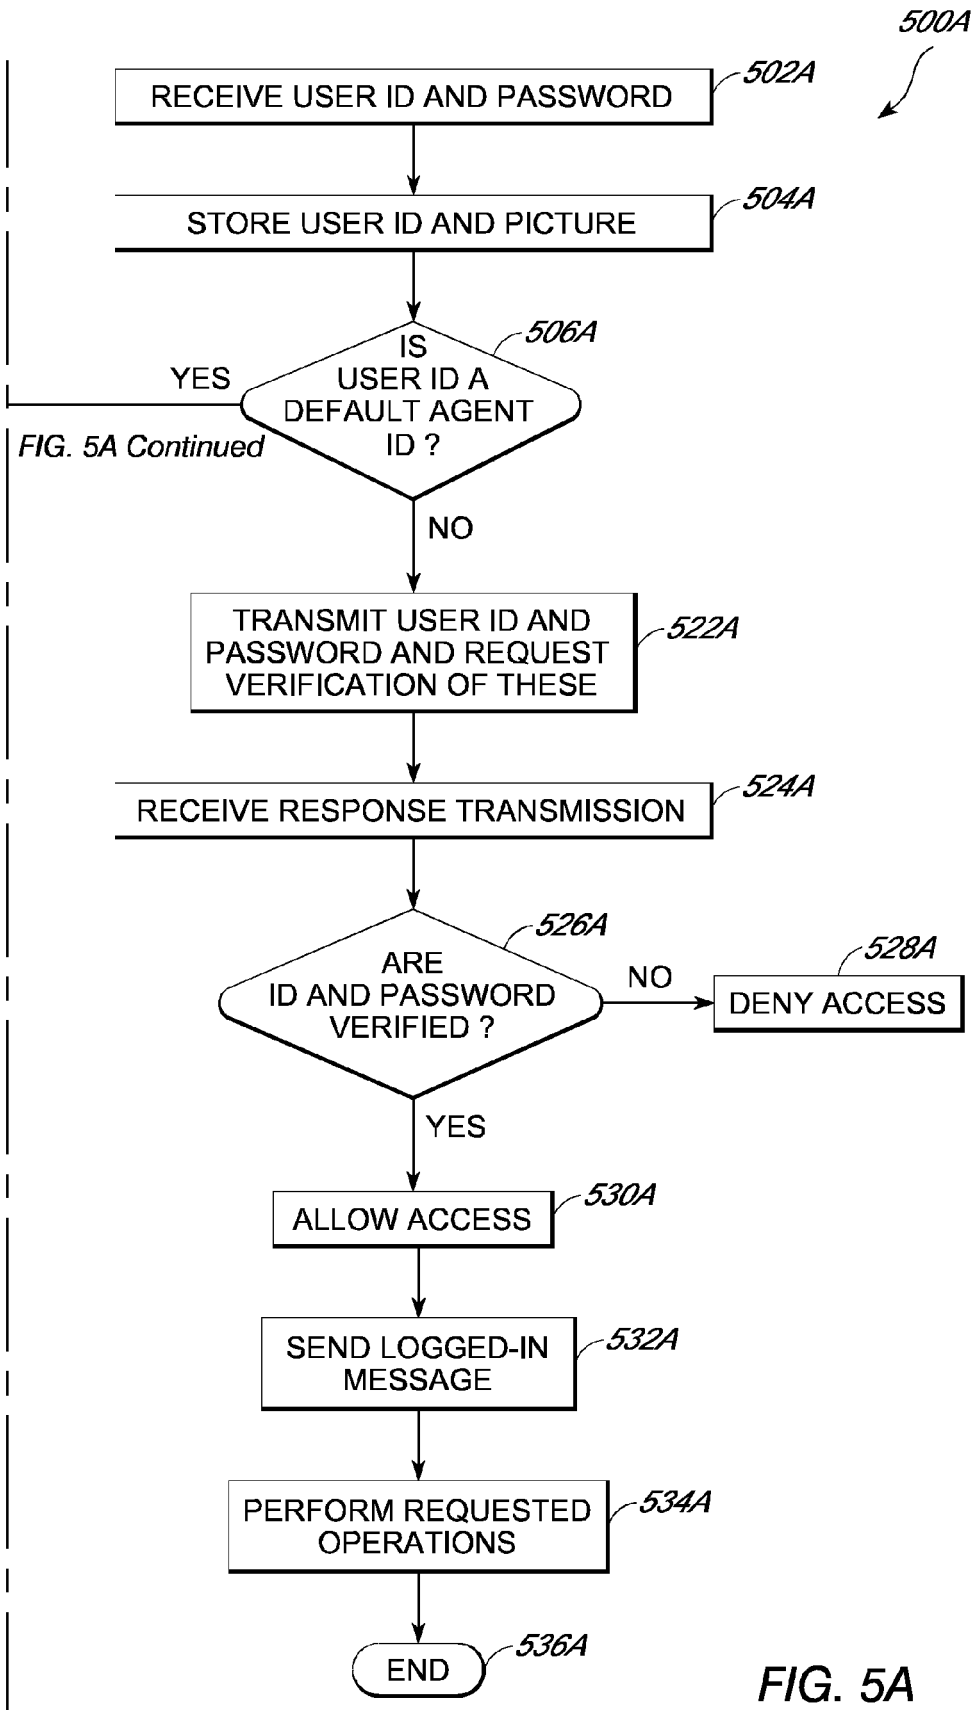 500A
RECEIVE USER ID AND PASSWORD
502A
STORE USER ID AND PICTURE
504A
IS
USER ID A
DEFAULT AGENT
ID ?
506A
YES
FIG. 5A Continued
NO
TRANSMIT USER ID AND
PASSWORD AND REQUEST
VERIFICATION OF THESE
522A
RECEIVE RESPONSE TRANSMISSION
524A
ARE
ID AND PASSWORD
VERIFIED ?
526A
NO
DENY ACCESS
528A
YES
ALLOW ACCESS
530A
SEND LOGGED-IN
MESSAGE
532A
PERFORM REQUESTED
OPERATIONS
534A
END
536A
FIG. 5A